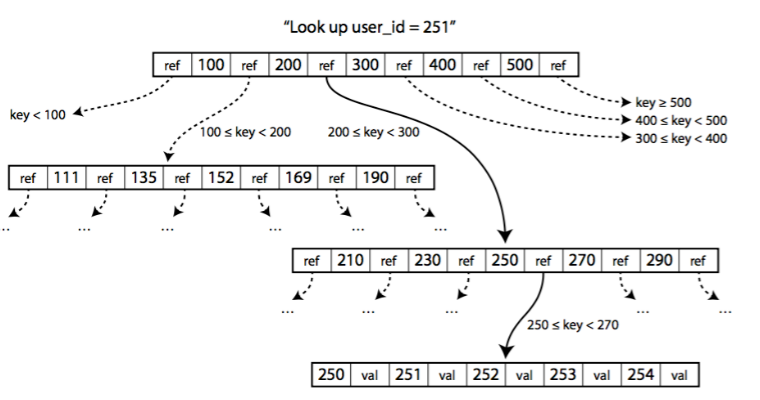 “Look up user_id = 251”
ref 100 ref 200 ref 300 ref 400 ref 500 ref
key < 100
key ≥ 500
400 ≤ key < 500
300 ≤ key < 400
100 ≤ key < 200
200 ≤ key < 300
ref 111 ref 135 ref 152 ref 169 ref 190 ref
... ... ... ... ... ...
ref 210 ref 230 ref 250 ref 270 ref 290 ref
... ... ... ... ...
250 ≤ key < 270
250 val 251 val 252 val 253 val 254 val